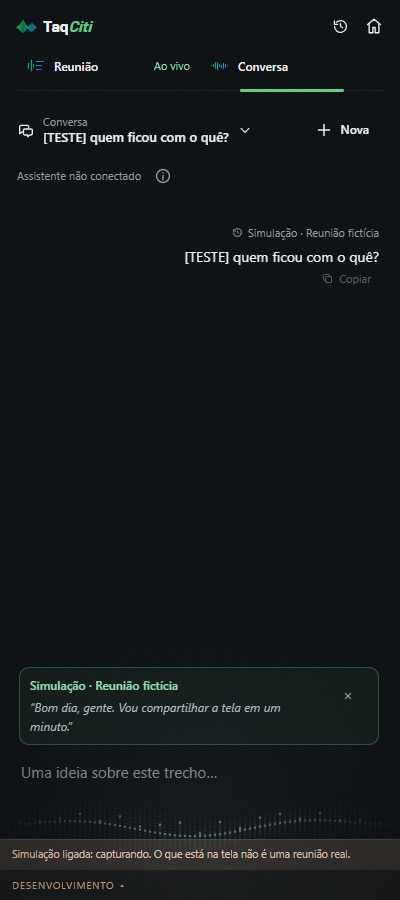 TaqCiti
Reunião Ao vivo Conversa
Conversa
[TESTE] quem ficou com o quê?
Nova
Assistente não conectado
Simulação · Reunião fictícia
[TESTE] quem ficou com o quê?
Copiar
Simulação · Reunião fictícia
"Bom dia, gente. Vou compartilhar a tela em um
minuto."
Uma ideia sobre este trecho...
Simulação ligada: capturando. O que está na tela não é uma reunião real.
DESENVOLVIMENTO